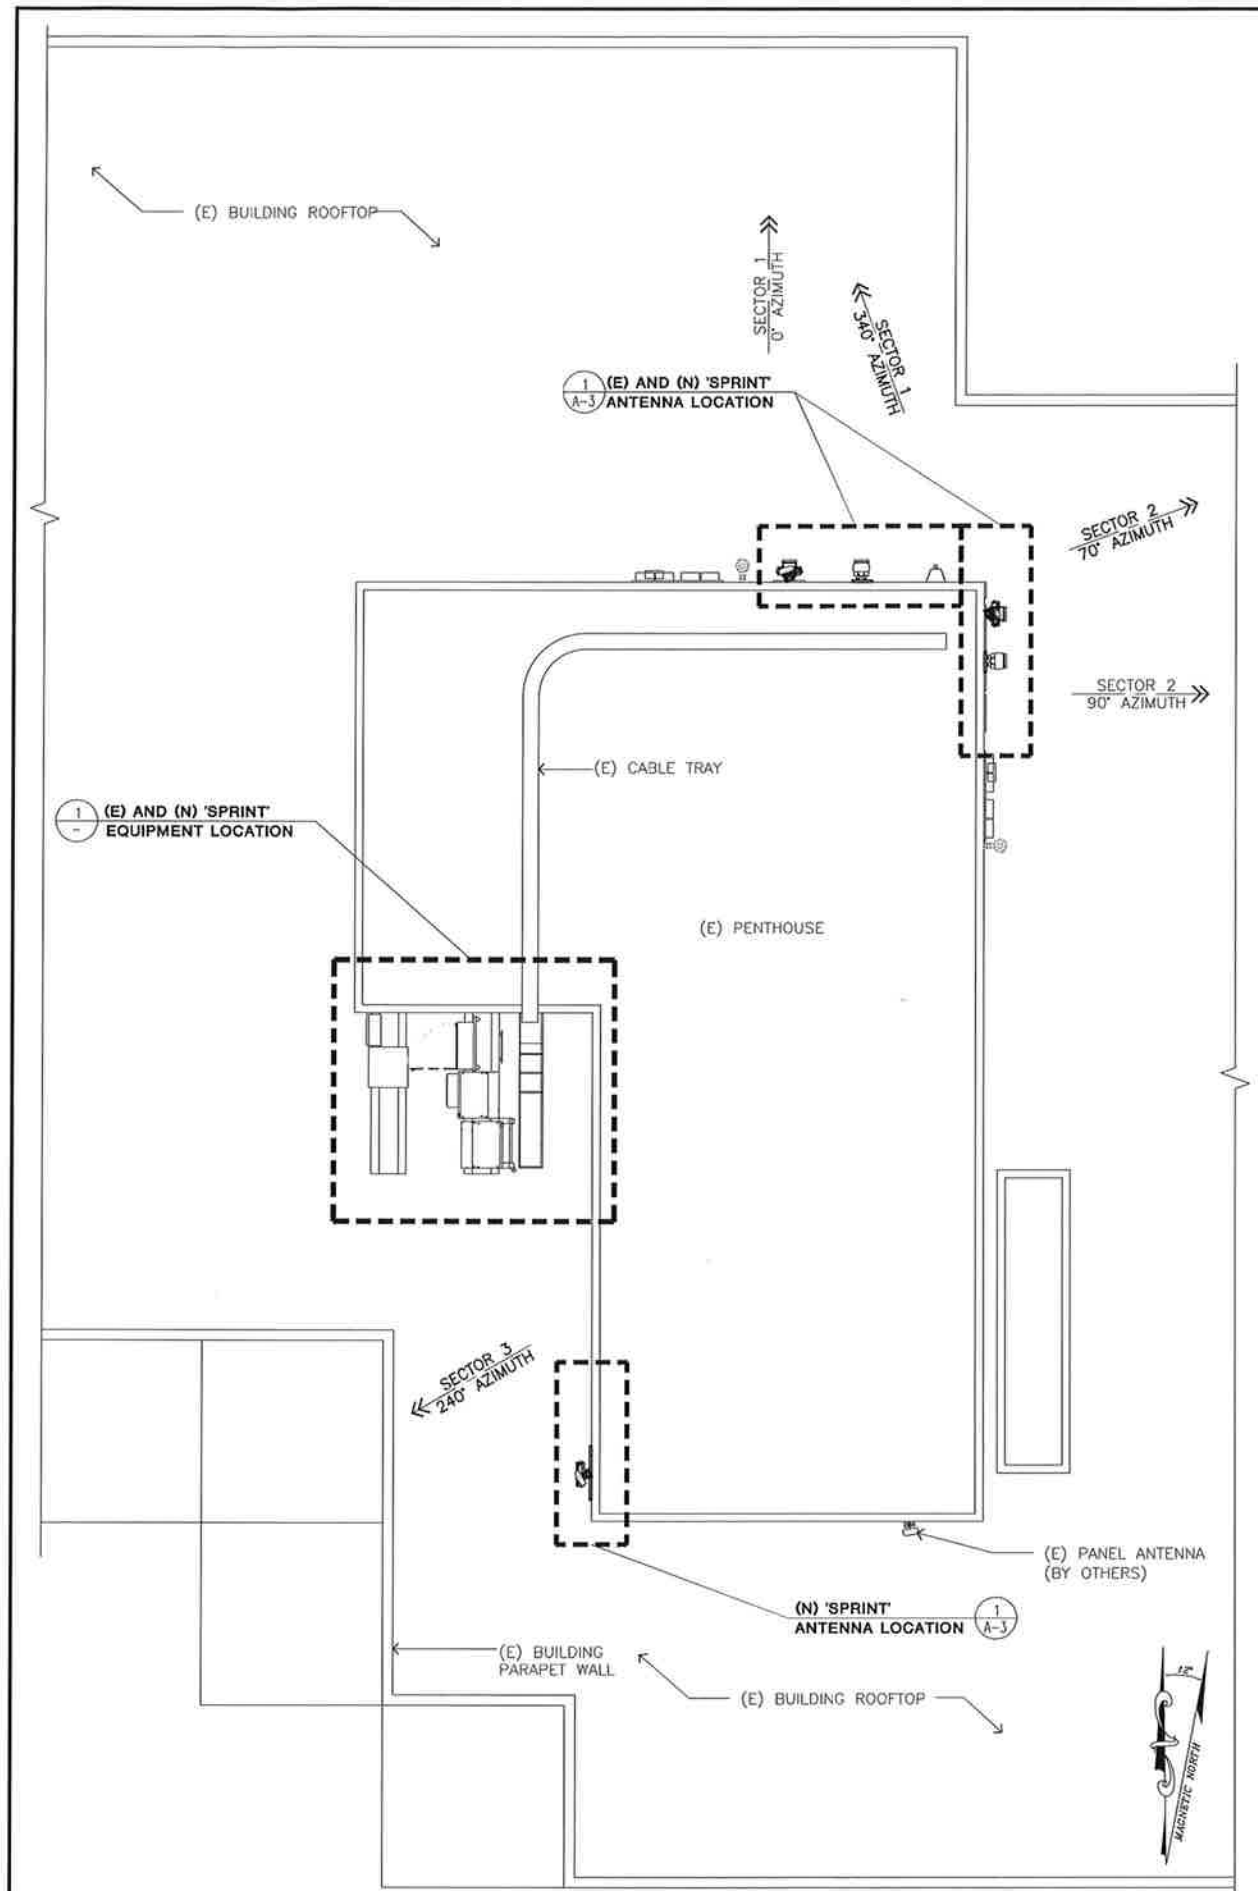 (E) BUILDING ROOFTOP
SECTOR 1
0° AZIMUTH
SECTOR 1
340° AZIMUTH
1
A-3
(E) AND (N) 'SPRINT'
ANTENNA LOCATION
SECTOR 2
70° AZIMUTH
SECTOR 2
90° AZIMUTH
(E) CABLE TRAY
1
-
(E) AND (N) 'SPRINT'
EQUIPMENT LOCATION
(E) PENTHOUSE
SECTOR 3
240° AZIMUTH
(E) PANEL ANTENNA
(BY OTHERS)
(N) 'SPRINT'
ANTENNA LOCATION
1
A-3
(E) BUILDING
PARAPET WALL
(E) BUILDING ROOFTOP
12°
MAGNETIC NORTH